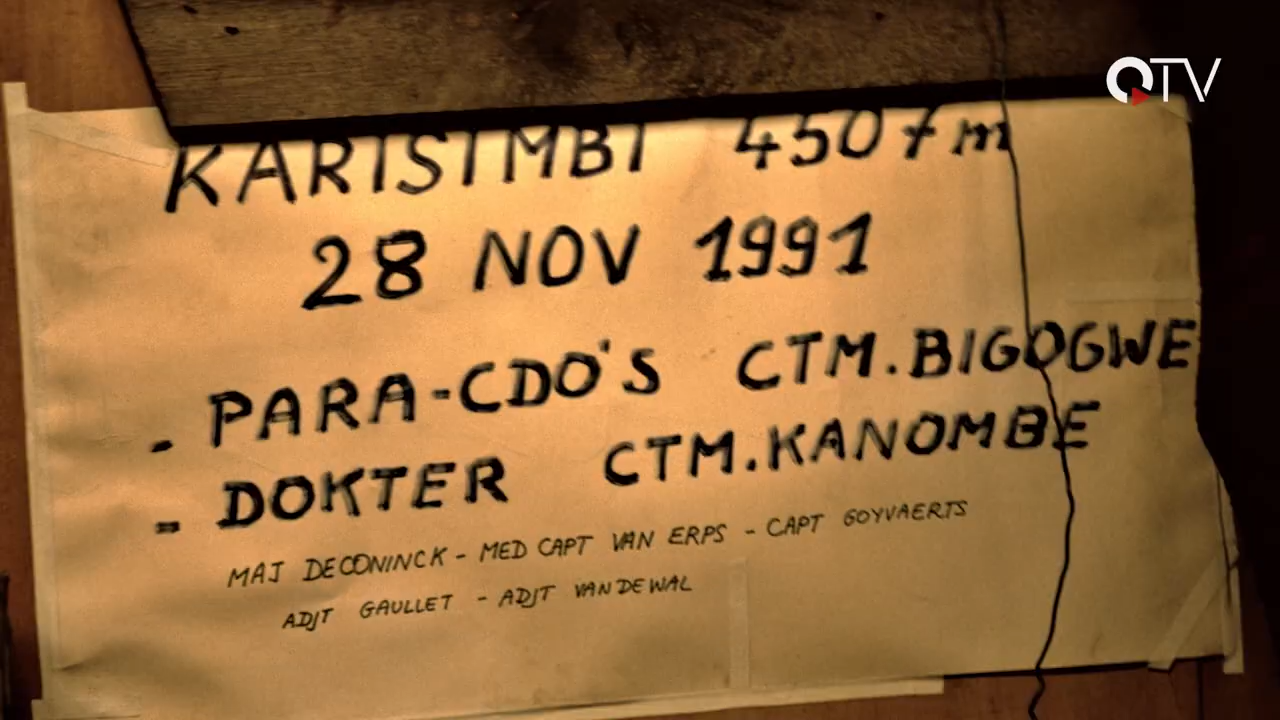 QTV
KARISIMBI 4507m
28 NOV 1991
- PARA-CDO'S CTM.BIGOGWE
= DOKTER CTM.KANOMBE
MAJ DECONINCK - MED CAPT VAN ERPS - CAPT GOYVAERTS
ADJT GAULLET - ADJT VANDEWAL